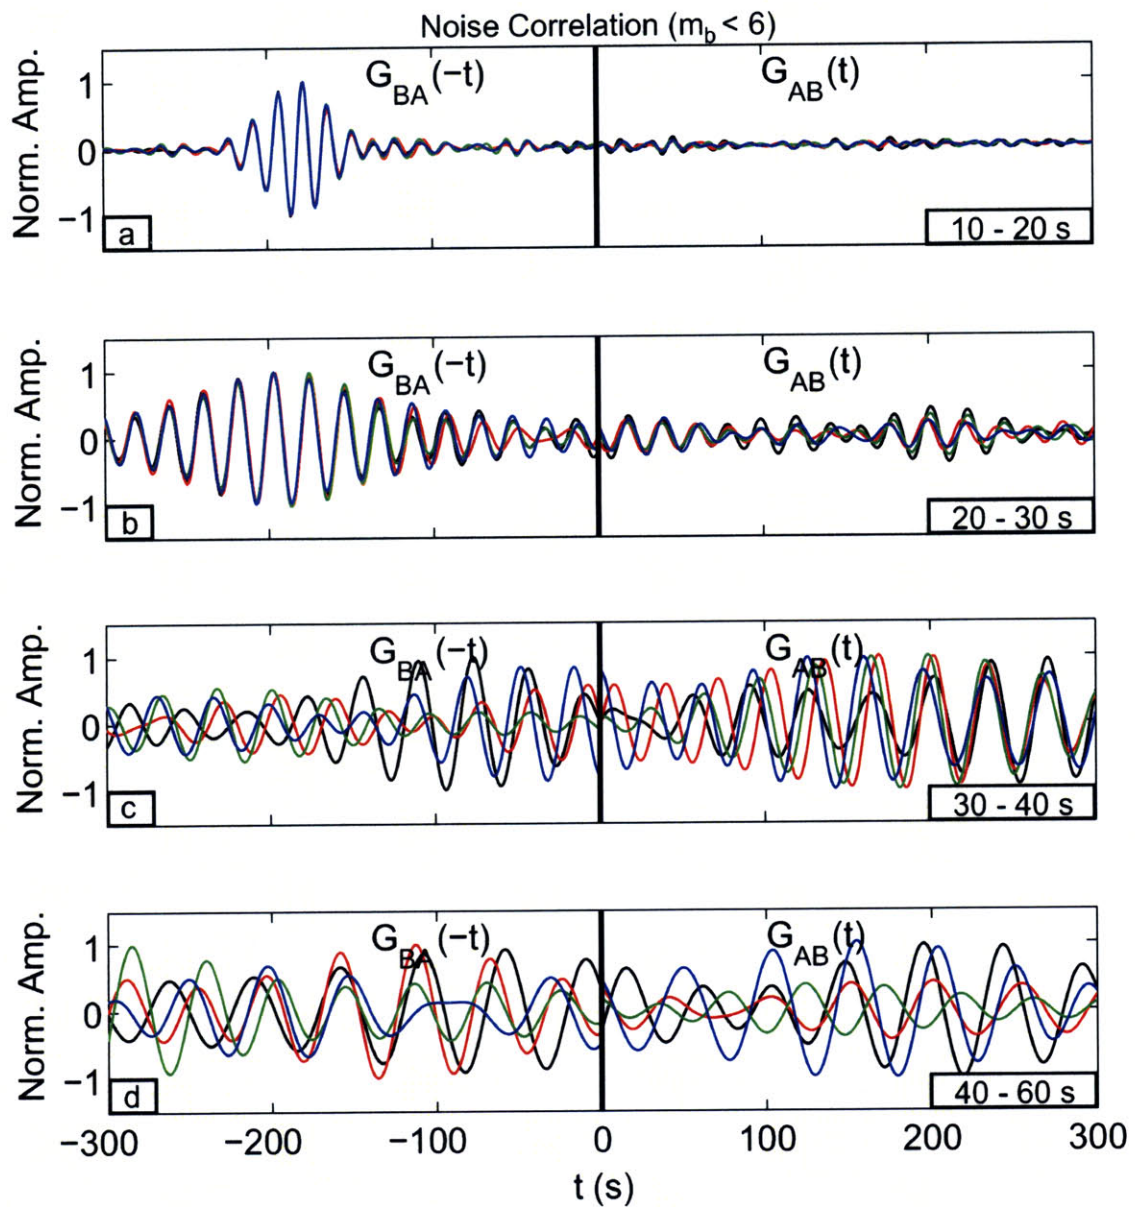 Noise Correlation (m_b < 6)
Norm. Amp.
1
0
−1
G_BA(−t)
G_AB(t)
a
10 - 20 s
Norm. Amp.
1
0
−1
G_BA(−t)
G_AB(t)
b
20 - 30 s
Norm. Amp.
1
0
−1
G_BA(−t)
G_AB(t)
c
30 - 40 s
Norm. Amp.
1
0
−1
G_BA(−t)
G_AB(t)
d
40 - 60 s
−300 −200 −100 0 100 200 300
t (s)